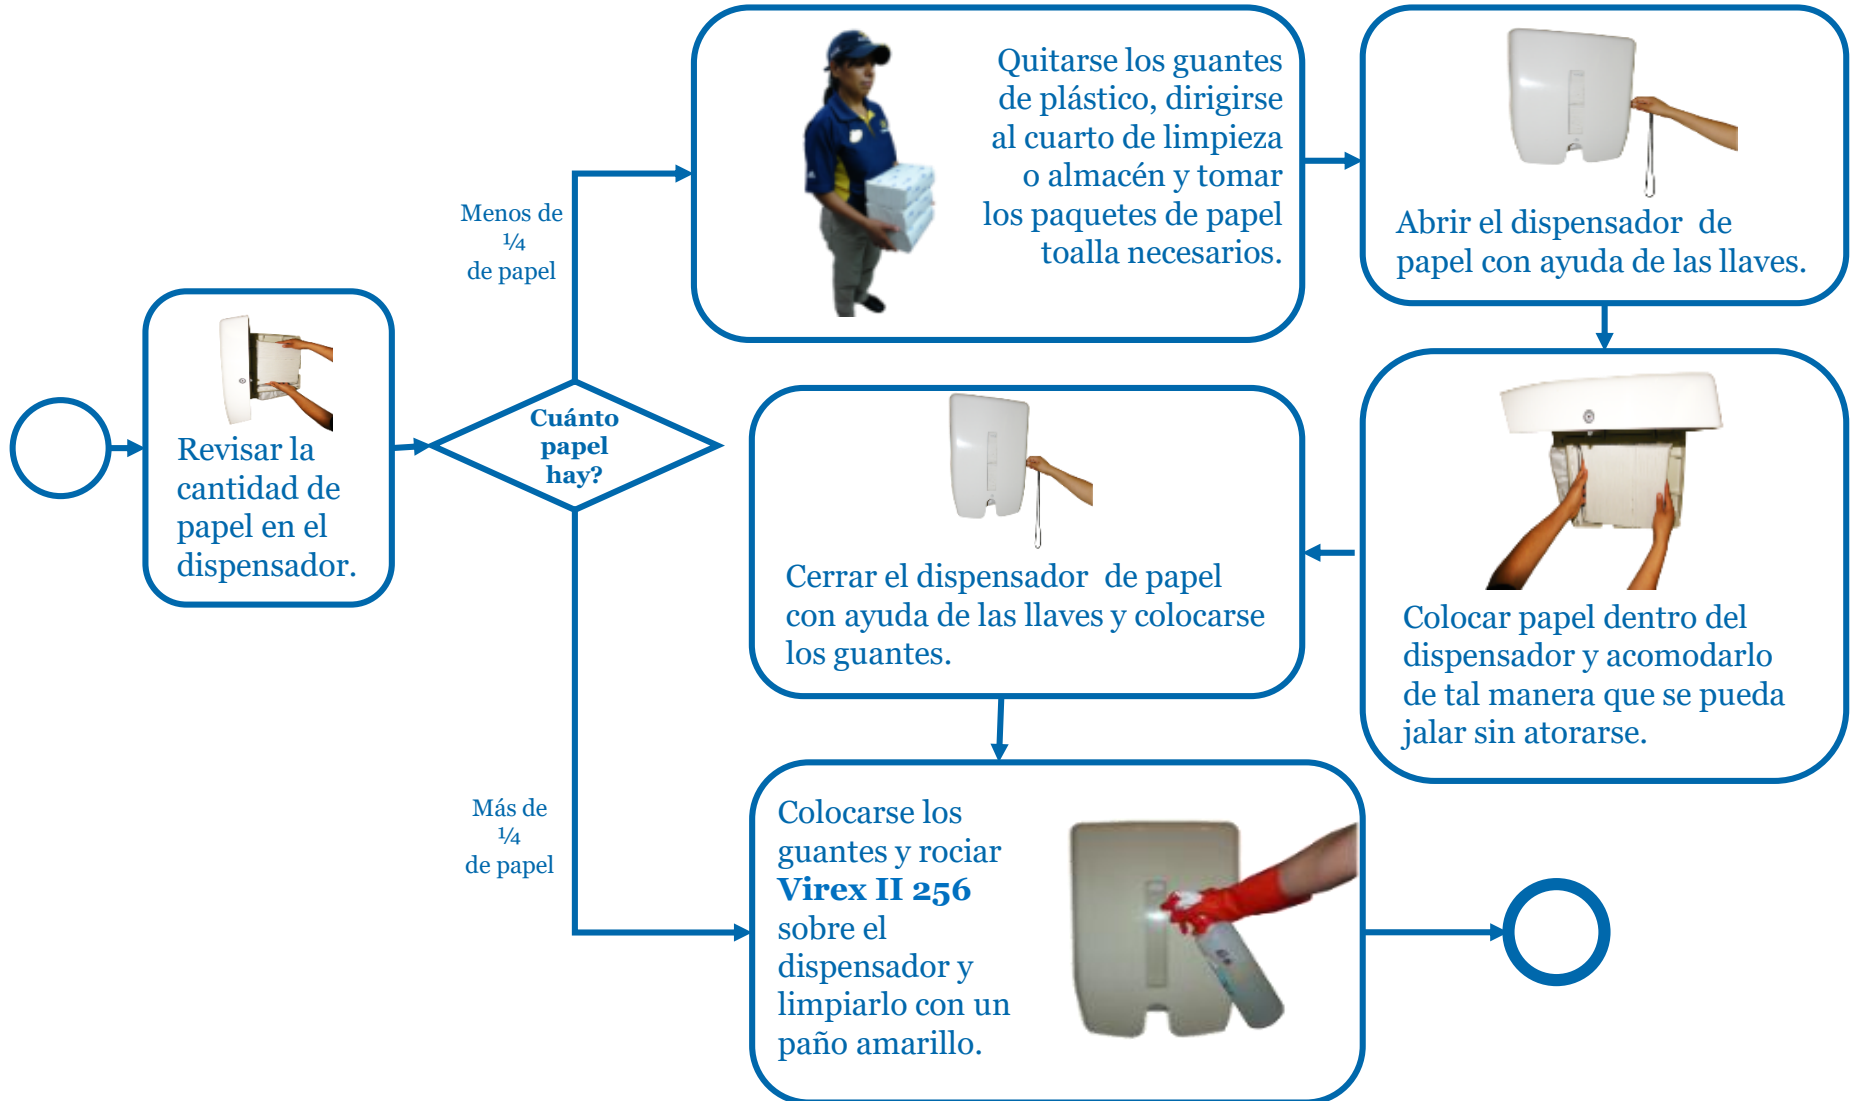 Revisar la
cantidad de
papel en el
dispensador.
Cuánto
papel
hay?
Menos de
¼
de papel
Quitarse los guantes
de plástico, dirigirse
al cuarto de limpieza
o almacén y tomar
los paquetes de papel
toalla necesarios.
Abrir el dispensador de
papel con ayuda de las llaves.
Colocar papel dentro del
dispensador y acomodarlo
de tal manera que se pueda
jalar sin atorarse.
Cerrar el dispensador de papel
con ayuda de las llaves y colocarse
los guantes.
Más de
¼
de papel
Colocarse los
guantes y rociar
Virex II 256
sobre el
dispensador y
limpiarlo con un
paño amarillo.